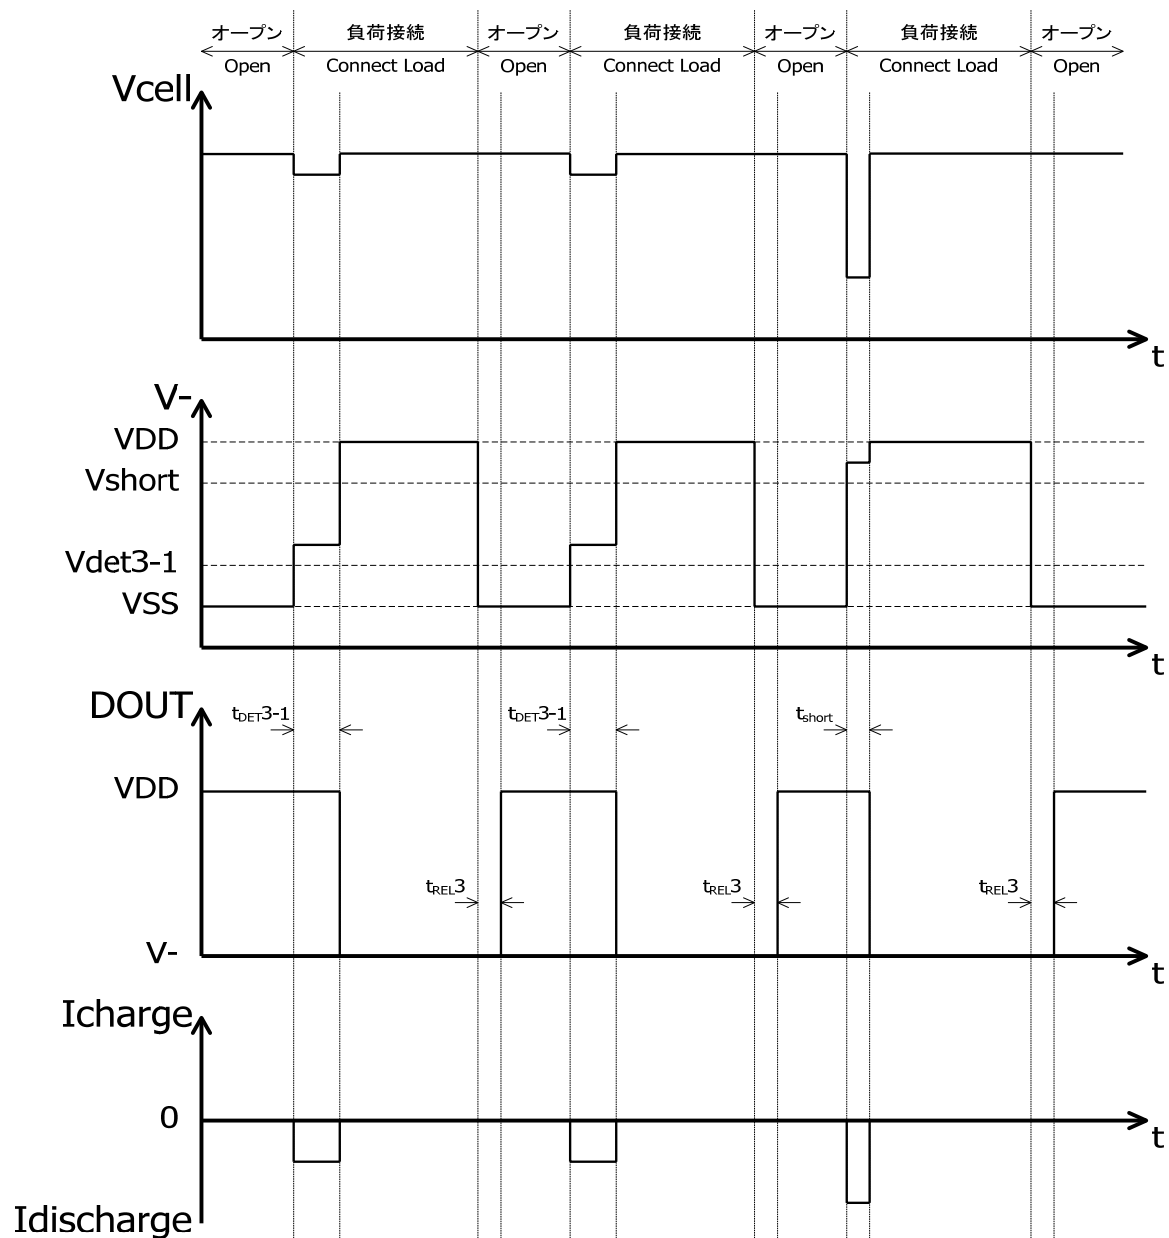 オープン 負荷接続 オープン 負荷接続 オープン 負荷接続 オープン
Open Connect Load Open Connect Load Open Connect Load Open
Vcell
t
V-
VDD
Vshort
Vdet3-1
VSS
t
DOUT
tDET3-1 tDET3-1 tshort
VDD
tREL3 tREL3 tREL3
V-
t
Icharge
0
t
Idischarge